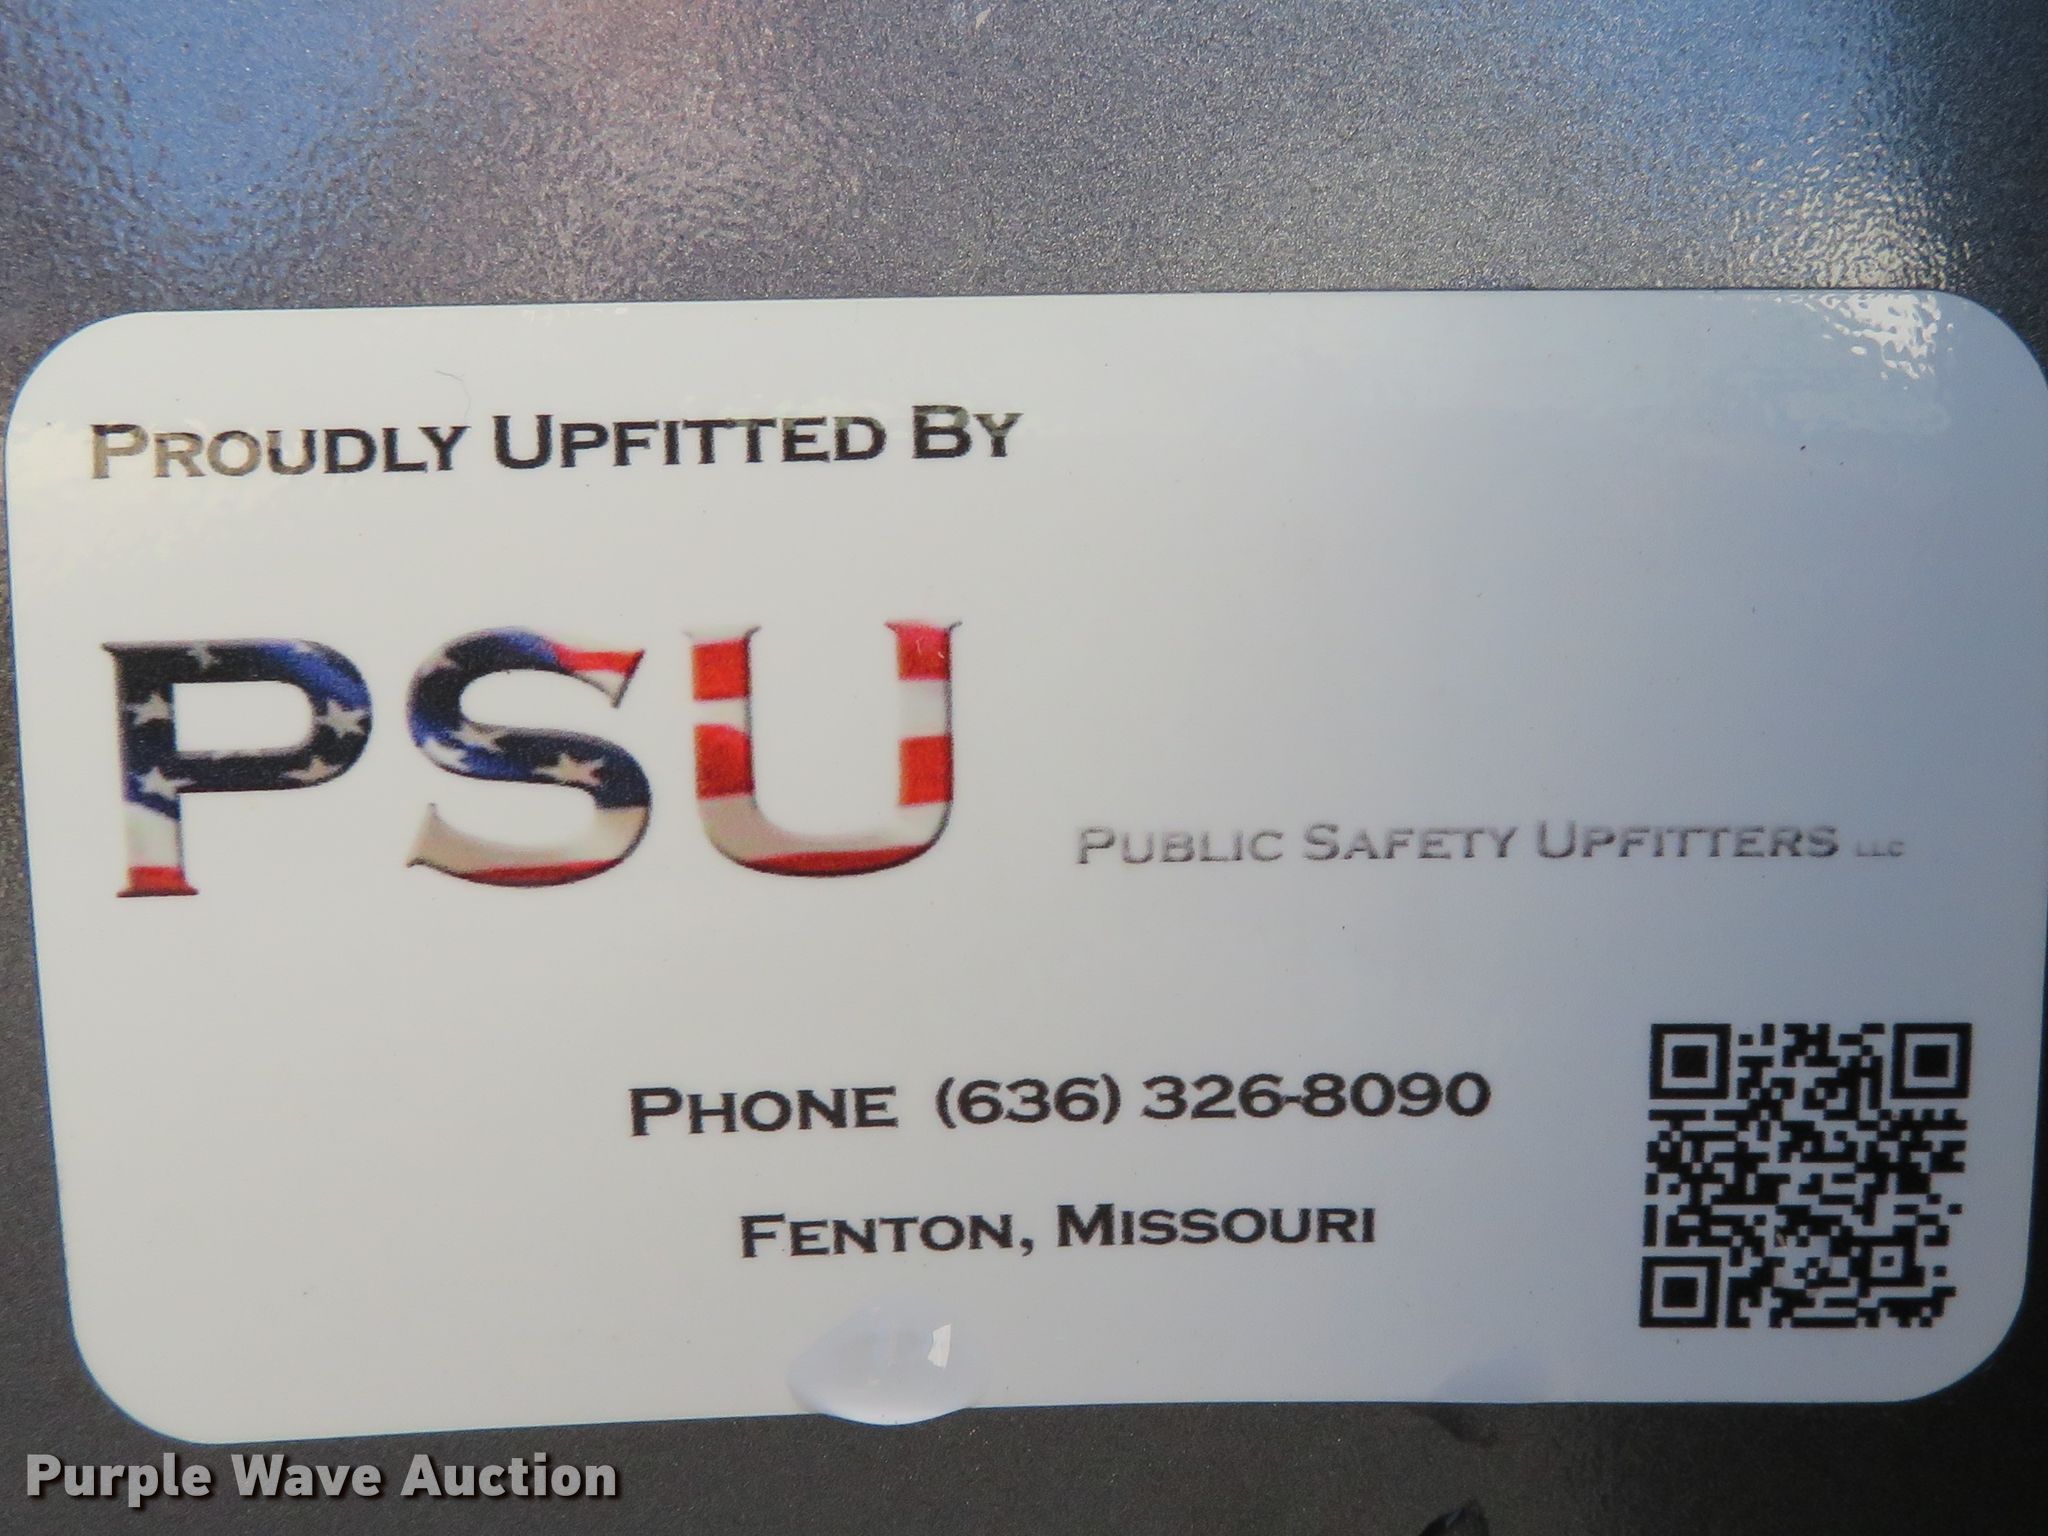 Proudly Upfitted By
PSU
Public Safety Upfitters LLC
Phone (636) 326-8090
Fenton, Missouri
Purple Wave Auction